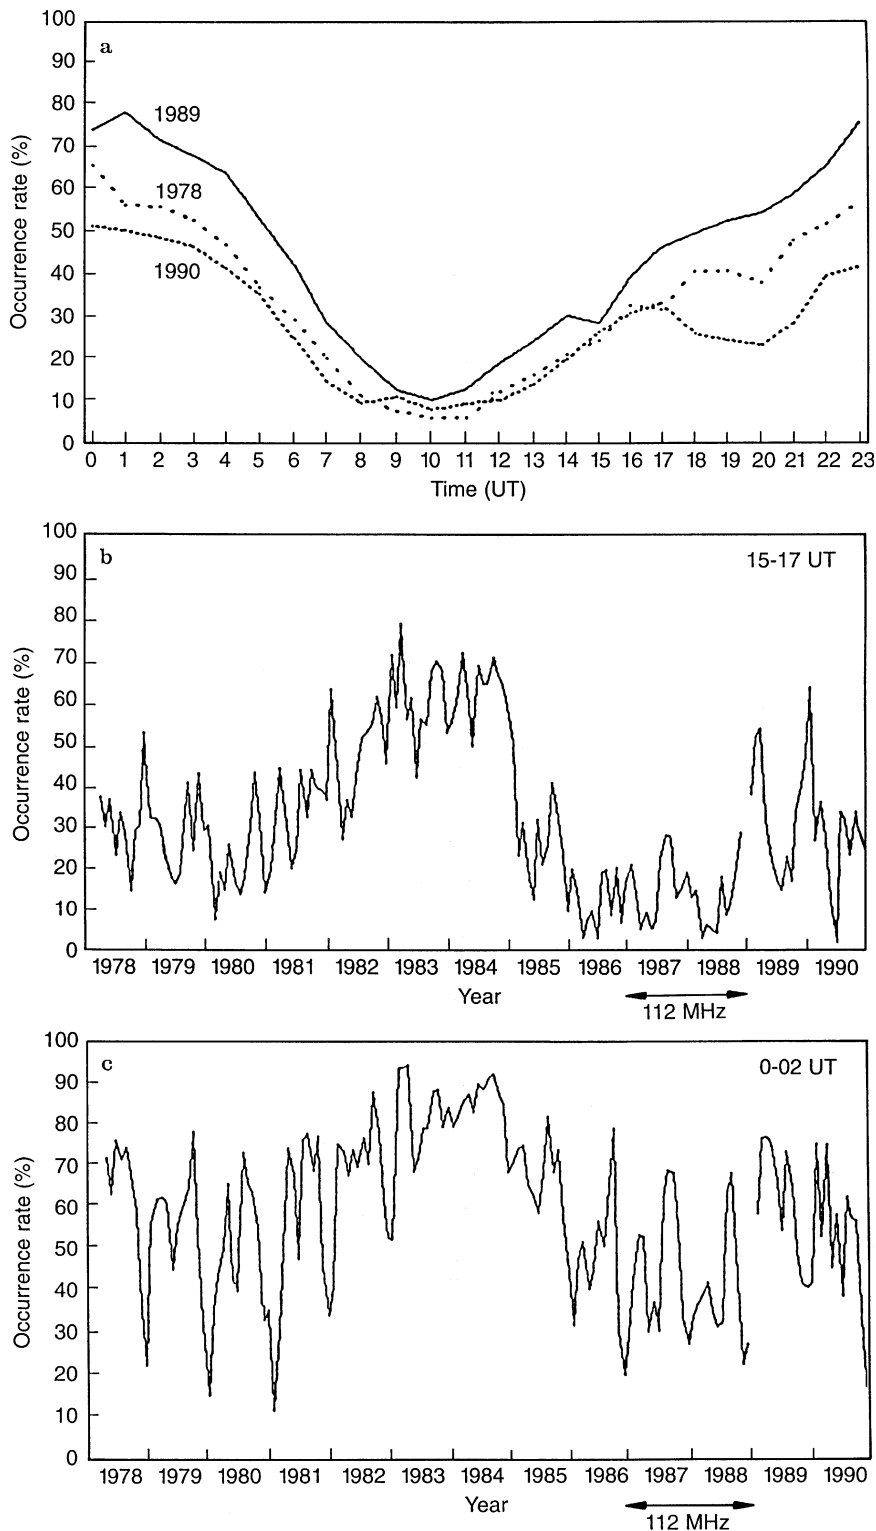 a
100
90
80
70
60
50
40
30
20
10
0
Occurrence rate (%)
1989
1978
1990
0 1 2 3 4 5 6 7 8 9 10 11 12 13 14 15 16 17 18 19 20 21 22 23
Time (UT)
b
15-17 UT
100
90
80
70
60
50
40
30
20
10
0
Occurrence rate (%)
1978 1979 1980 1981 1982 1983 1984 1985 1986 1987 1988 1989 1990
Year
112 MHz
c
0-02 UT
100
90
80
70
60
50
40
30
20
10
0
Occurrence rate (%)
1978 1979 1980 1981 1982 1983 1984 1985 1986 1987 1988 1989 1990
Year
112 MHz